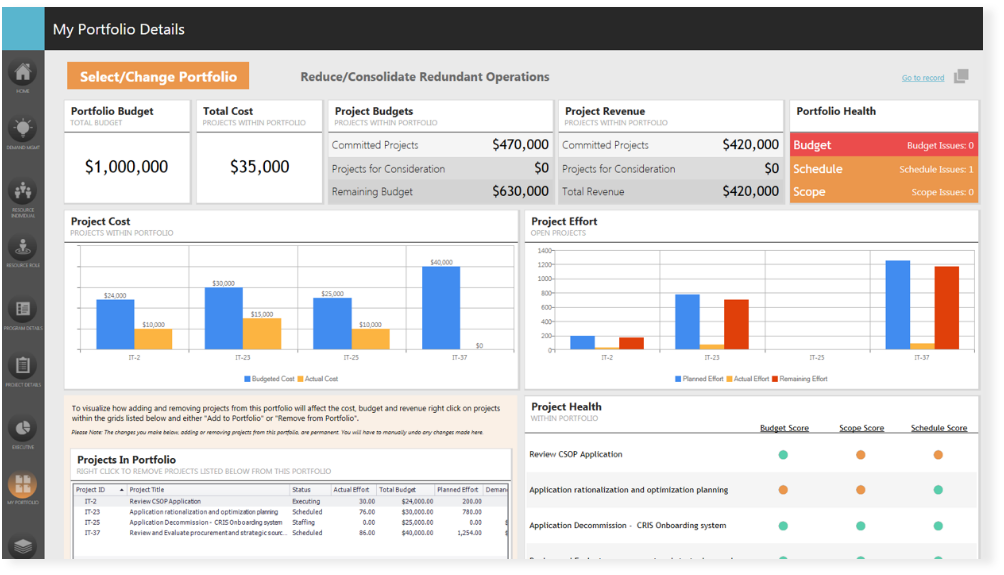 My Portfolio Details
HOME
DEMAND MGMT
RESOURCE
INDIVIDUAL
RESOURCE ROLE
PROGRAM DETAILS
PROJECT DETAILS
EXECUTIVE
MY PORTFOLIO
Select/Change Portfolio
Reduce/Consolidate Redundant Operations
Go to record
Portfolio Budget
TOTAL BUDGET
$1,000,000
Total Cost
PROJECTS WITHIN PORTFOLIO
$35,000
Project Budgets
PROJECTS WITHIN PORTFOLIO
Committed Projects $470,000
Projects for Consideration $0
Remaining Budget $630,000
Project Revenue
PROJECTS WITHIN PORTFOLIO
Committed Projects $420,000
Projects for Consideration $0
Total Revenue $420,000
Portfolio Health
Budget Budget Issues: 0
Schedule Schedule Issues: 1
Scope Scope Issues: 0
Project Cost
PROJECTS WITHIN PORTFOLIO
$24,000 $10,000 $30,000 $15,000 $25,000 $10,000 $40,000 $0
IT-2 IT-23 IT-25 IT-37
Budgeted Cost Actual Cost
Project Effort
OPEN PROJECTS
1400
1200
1000
800
600
400
200
0
IT-2 IT-23 IT-25 IT-37
Planned Effort Actual Effort Remaining Effort
To visualize how adding and removing projects from this portfolio will affect the cost, budget and revenue right click on projects
within the grids listed below and either "Add to Portfolio" or "Remove from Portfolio".
Please Note: The changes you make below, adding or removing projects from this portfolio, are permanent. You will have to manually undo any changes made here.
Projects In Portfolio
RIGHT CLICK TO REMOVE PROJECTS LISTED BELOW FROM THIS PORTFOLIO
Project ID Project Title Status Actual Effort Total Budget Planned Effort Deman
IT-2 Review CSOP Application Executing 30.00 $24,000.00 200.00
IT-23 Application rationalization and optimization planning Scheduled 76.00 $30,000.00 780.00
IT-25 Application Decommission - CRIS Onboarding system Staffing 0.00 $25,000.00 0.00 $
IT-37 Review and Evaluate procurement and strategic sourc... Scheduled 86.00 $40,000.00 1,254.00 $
Project Health
WITHIN PORTFOLIO
Budget Score Scope Score Schedule Score
Review CSOP Application
Application rationalization and optimization planning
Application Decommission - CRIS Onboarding system